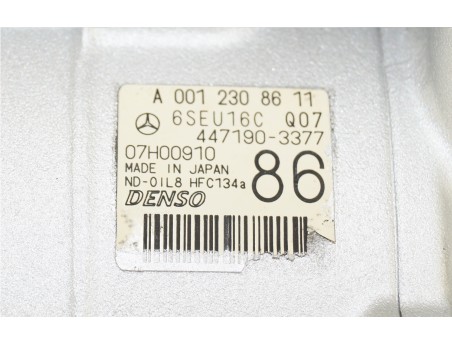 A 001 230 86 11
6SEU16C Q07
447190-3377
07H00910
MADE IN JAPAN 86
ND-OIL8 HFC134a
DENSO